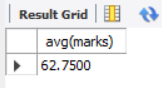 Result Grid
avg(marks)
62.7500